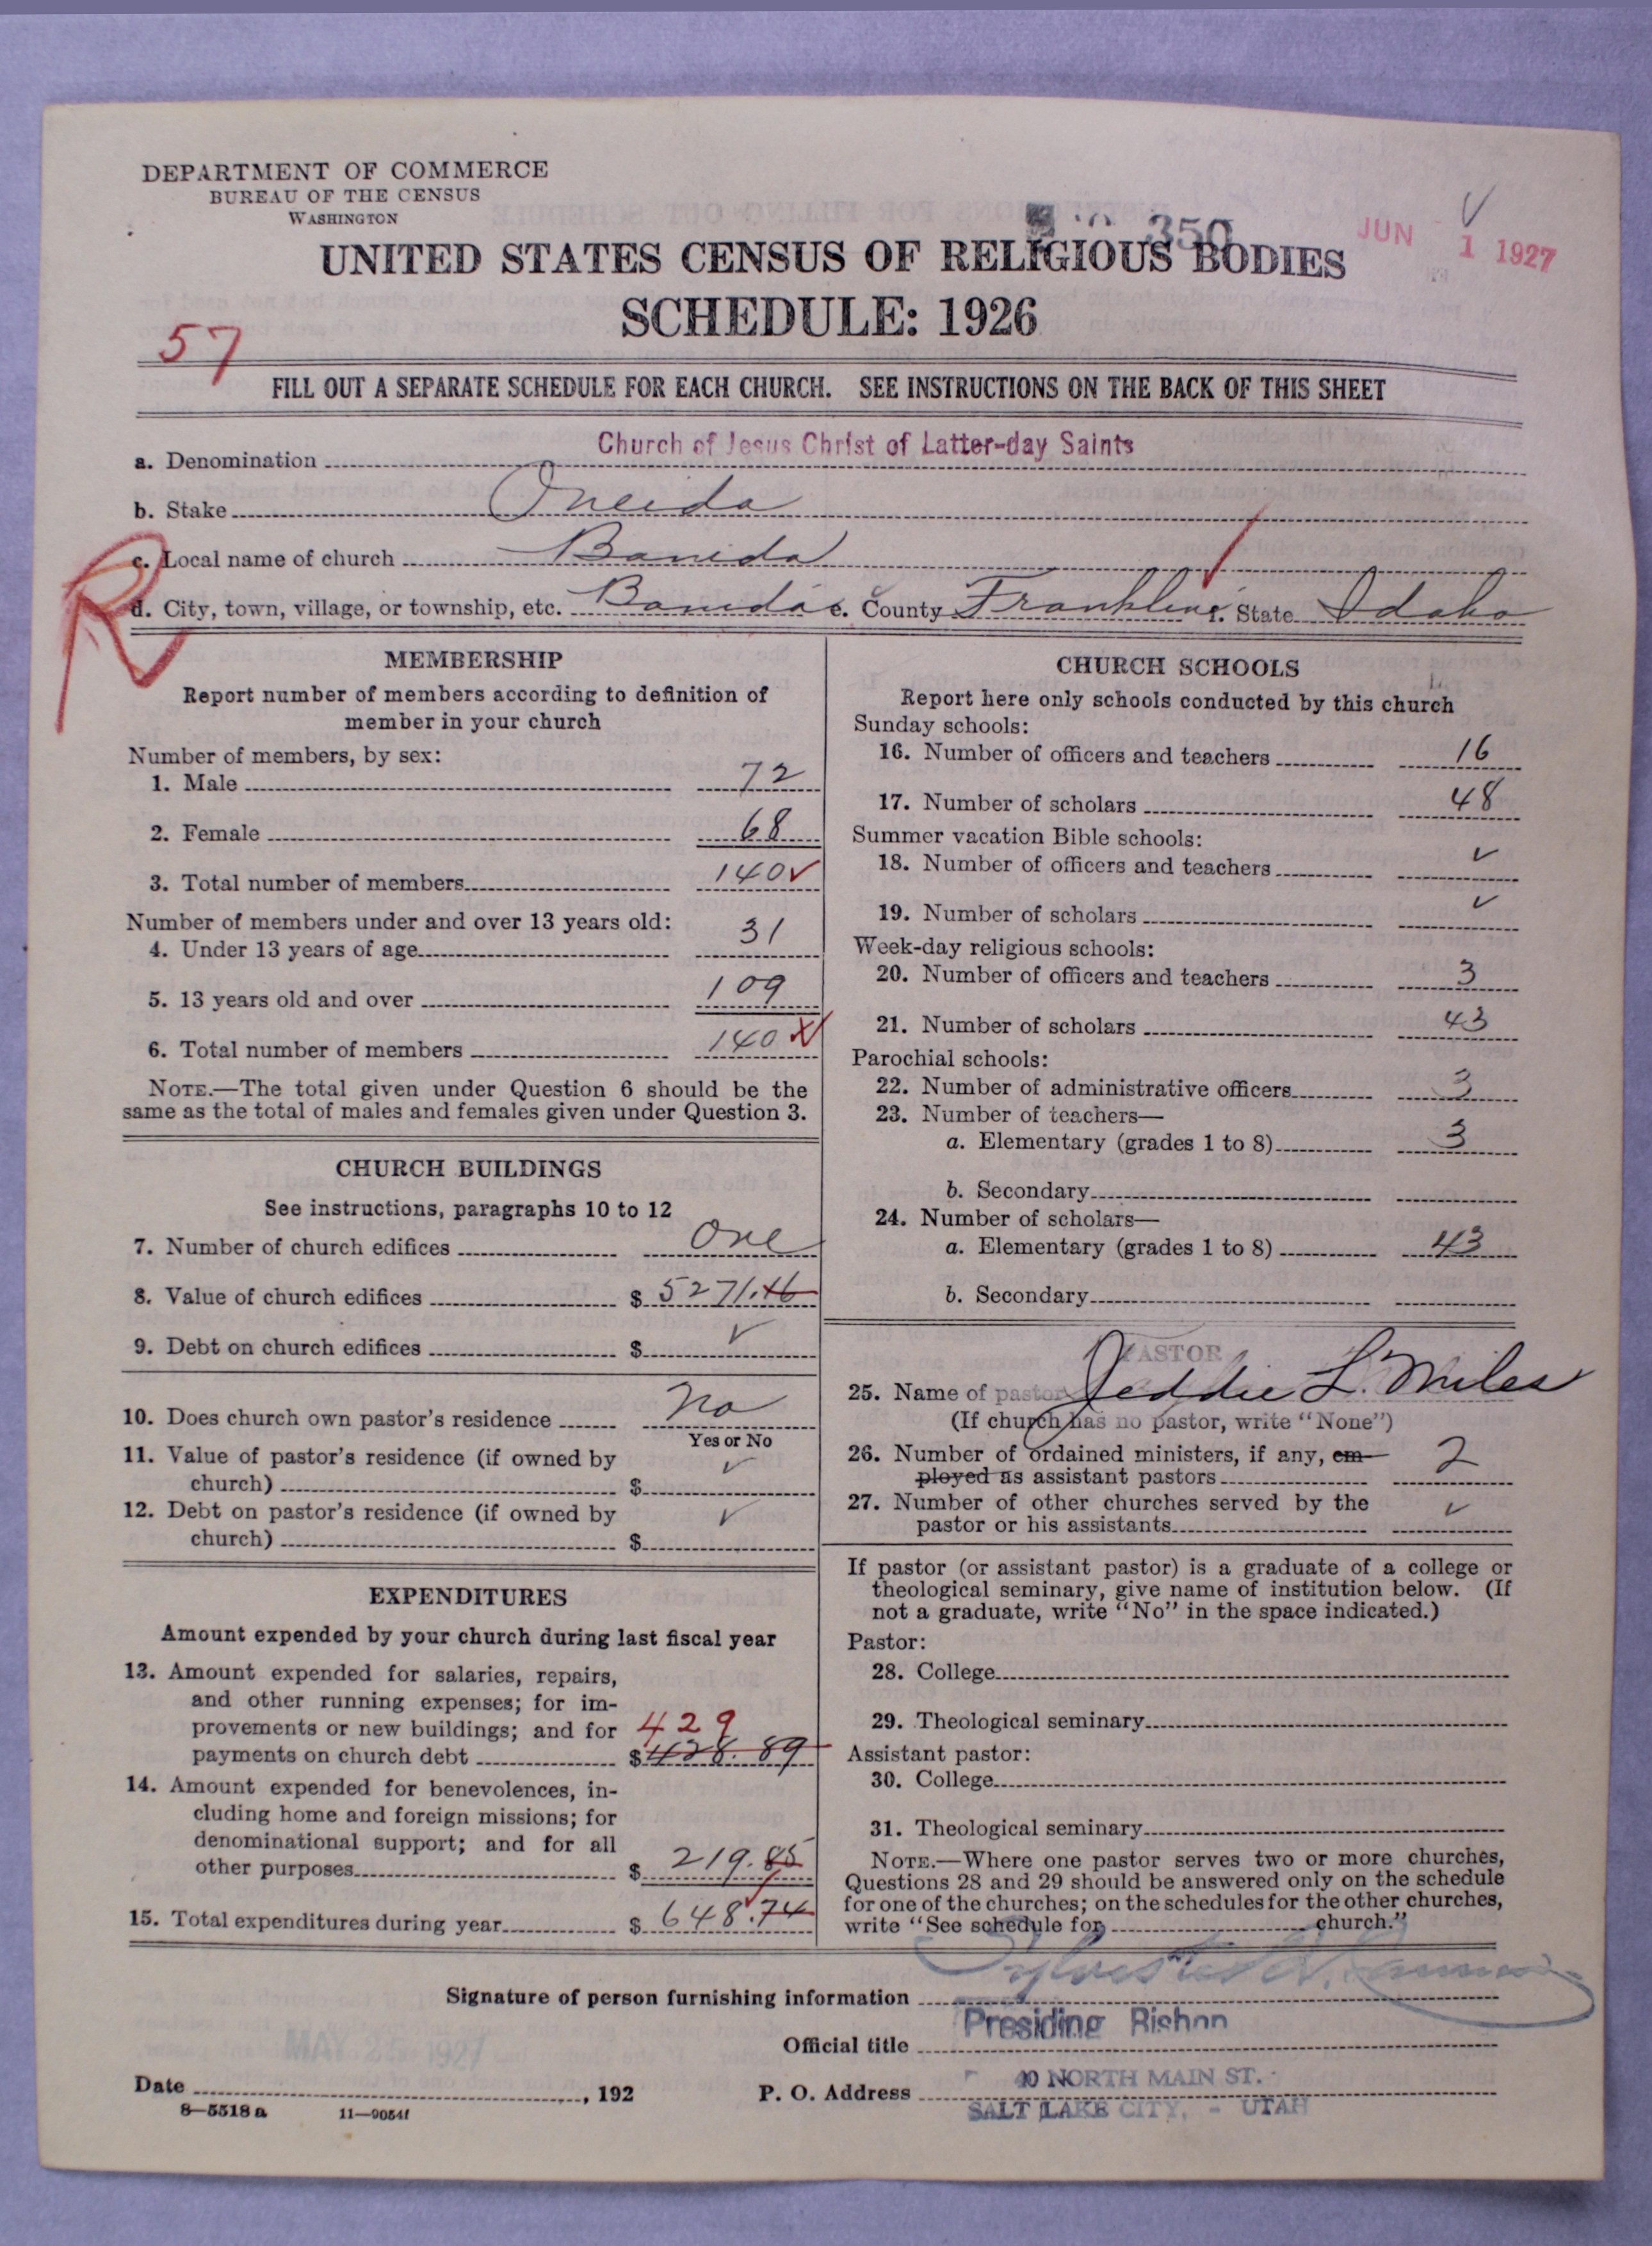 DEPARTMENT OF COMMERCE
BUREAU OF THE CENSUS
WASHINGTON
350
JUN 1 1927
UNITED STATES CENSUS OF RELIGIOUS BODIES
SCHEDULE: 1926
57
FILL OUT A SEPARATE SCHEDULE FOR EACH CHURCH. SEE INSTRUCTIONS ON THE BACK OF THIS SHEET
a. Denomination Church of Jesus Christ of Latter-day Saints
b. Stake Oneida
R
c. Local name of church Banida
d. City, town, village, or township, etc. Banida e. County Franklin f. State Idaho
MEMBERSHIP
Report number of members according to definition of
member in your church
Number of members, by sex:
1. Male 72
2. Female 68
3. Total number of members 140 ✓
Number of members under and over 13 years old:
4. Under 13 years of age 31
5. 13 years old and over 109
6. Total number of members 140
NOTE.—The total given under Question 6 should be the
same as the total of males and females given under Question 3.
CHURCH BUILDINGS
See instructions, paragraphs 10 to 12
7. Number of church edifices One
8. Value of church edifices $ 5271.16
9. Debt on church edifices $ ✓
10. Does church own pastor's residence No
Yes or No
11. Value of pastor's residence (if owned by
church) $ ✓
12. Debt on pastor's residence (if owned by
church) $ ✓
EXPENDITURES
Amount expended by your church during last fiscal year
13. Amount expended for salaries, repairs,
and other running expenses; for im-
provements or new buildings; and for 429
payments on church debt $ 428.89
14. Amount expended for benevolences, in-
cluding home and foreign missions; for
denominational support; and for all
other purposes $ 219.85
15. Total expenditures during year $ 648.74
CHURCH SCHOOLS
Report here only schools conducted by this church
Sunday schools:
16. Number of officers and teachers 16
17. Number of scholars 48
Summer vacation Bible schools:
18. Number of officers and teachers ✓
19. Number of scholars ✓
Week-day religious schools:
20. Number of officers and teachers 3
21. Number of scholars 43
Parochial schools:
22. Number of administrative officers 3
23. Number of teachers—
a. Elementary (grades 1 to 8) 3
b. Secondary
24. Number of scholars—
a. Elementary (grades 1 to 8) 43
b. Secondary
PASTOR
25. Name of pastor Jeddie L. Miles
(If church has no pastor, write "None")
26. Number of ordained ministers, if any, em-
ployed as assistant pastors 2
27. Number of other churches served by the
pastor or his assistants ✓
If pastor (or assistant pastor) is a graduate of a college or
theological seminary, give name of institution below. (If
not a graduate, write "No" in the space indicated.)
Pastor:
28. College
29. Theological seminary
Assistant pastor:
30. College
31. Theological seminary
NOTE.—Where one pastor serves two or more churches,
Questions 28 and 29 should be answered only on the schedule
for one of the churches; on the schedules for the other churches,
write "See schedule for church."
Signature of person furnishing information Sylvester Q. Cannon
Official title Presiding Bishop
MAY 25 1927
Date , 192
P. O. Address 40 NORTH MAIN ST.
SALT LAKE CITY, - UTAH
8—5518 a 11—9054f